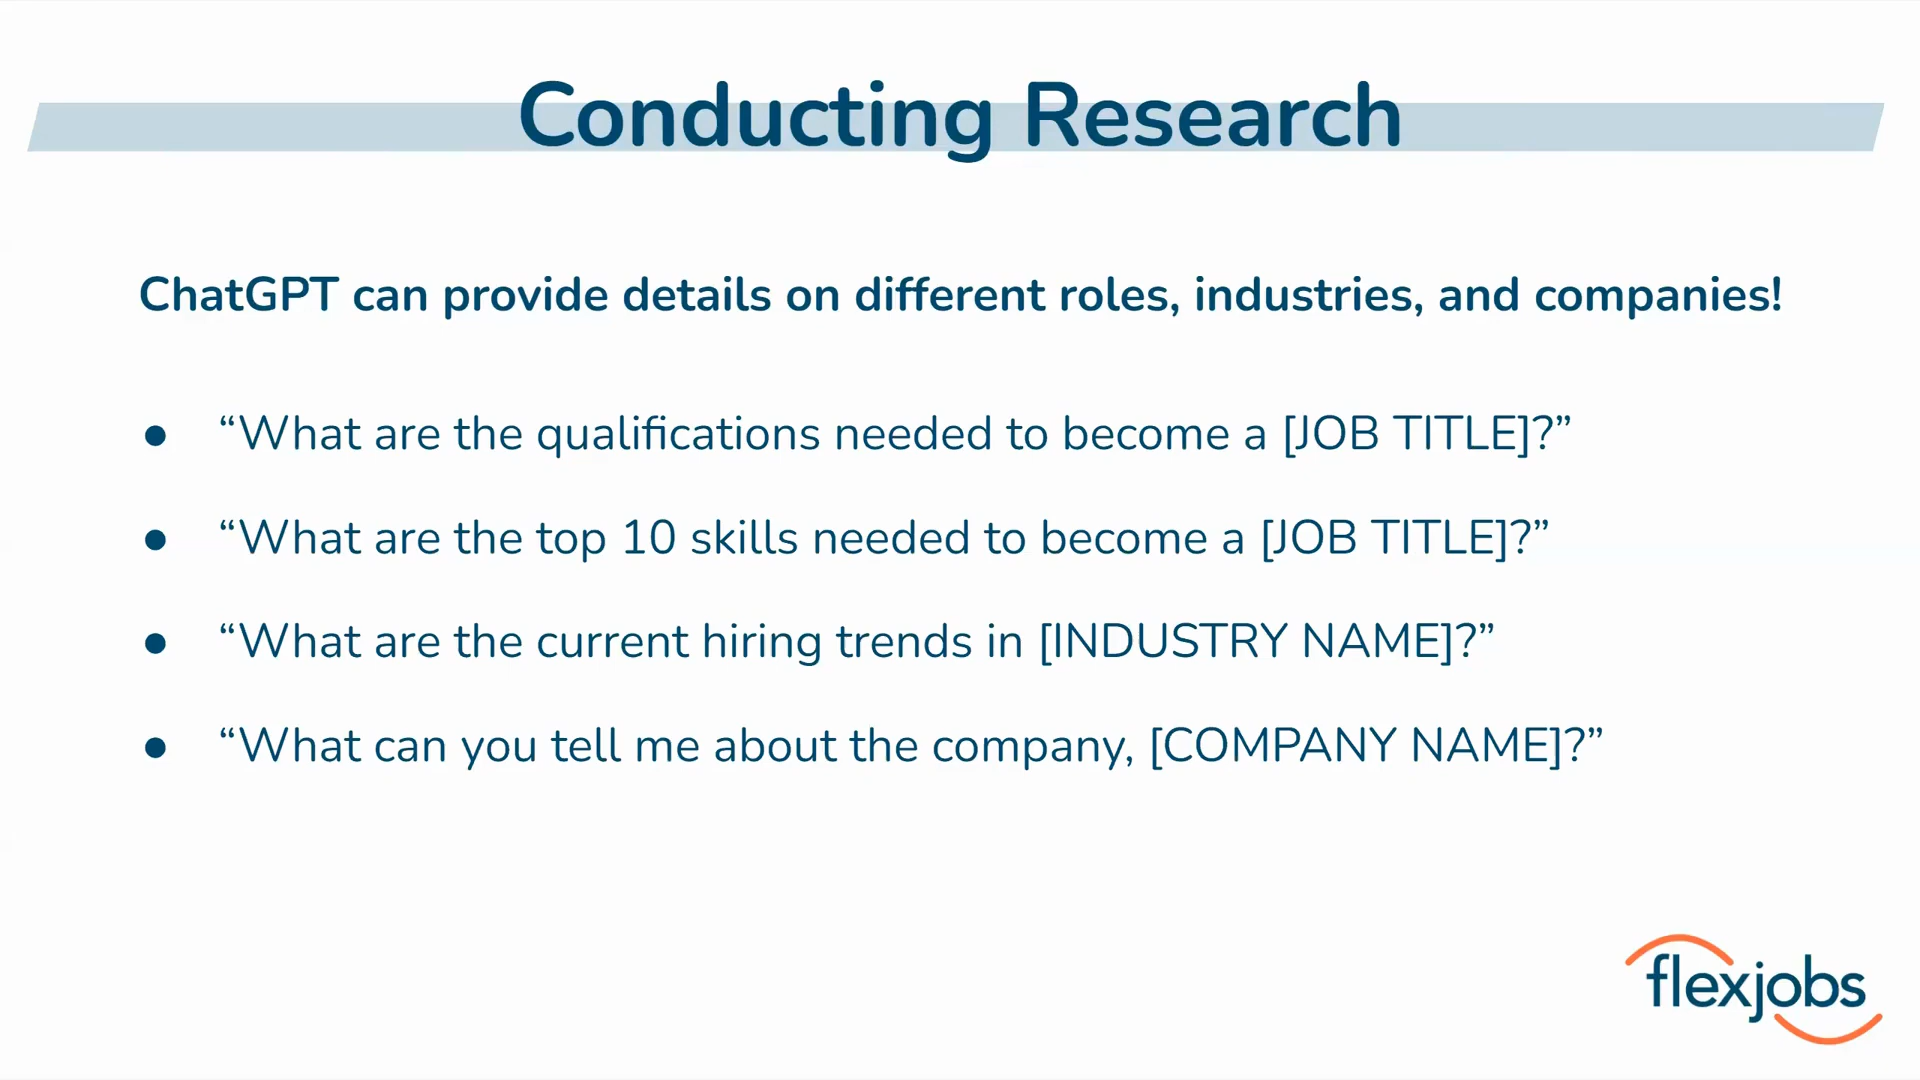 Conducting Research
ChatGPT can provide details on different roles, industries, and companies!
● “What are the qualifications needed to become a [JOB TITLE]?”
● “What are the top 10 skills needed to become a [JOB TITLE]?”
● “What are the current hiring trends in [INDUSTRY NAME]?”
● “What can you tell me about the company, [COMPANY NAME]?”
flexjobs